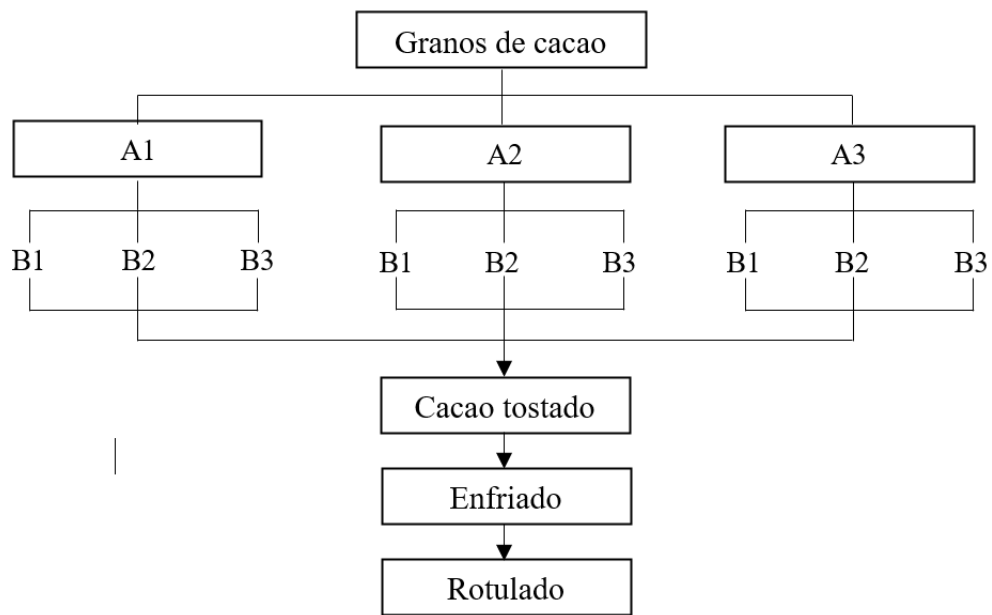 Granos de cacao
A1 A2 A3
B1 B2 B3 B1 B2 B3 B1 B2 B3
Cacao tostado
Enfriado
Rotulado